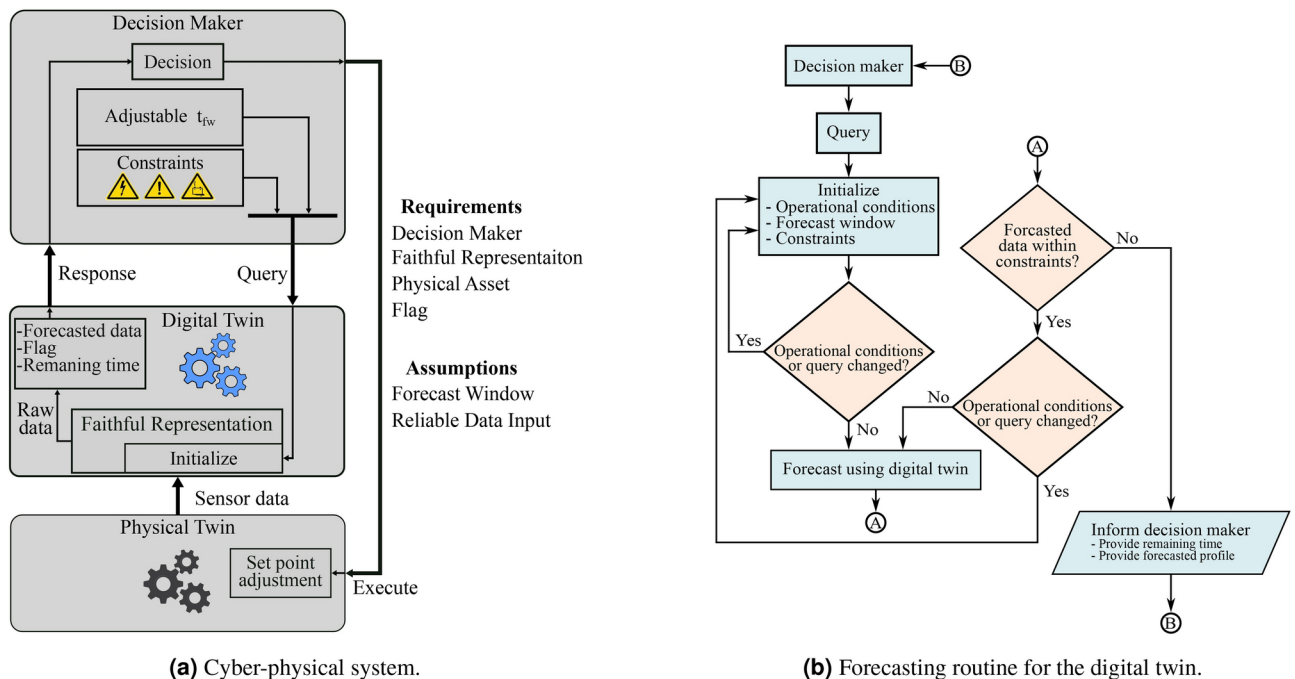 Decision Maker
Decision
Adjustable t_fw
Constraints
Response
Query
Digital Twin
-Forecasted data
-Flag
-Remaning time
Raw
data
Faithful Representation
Initialize
Sensor data
Physical Twin
Set point
adjustment
Execute
Requirements
Decision Maker
Faithful Representaiton
Physical Asset
Flag
Assumptions
Forecast Window
Reliable Data Input
(a) Cyber-physical system.
Decision maker
B
Query
Initialize
- Operational conditions
- Forecast window
- Constraints
Yes
Operational conditions
or query changed?
No
Forecast using digital twin
A
A
Forcasted
data within
constraints?
No
Yes
Operational conditions
or query changed?
No
Yes
Inform decision maker
- Provide remaining time
- Provide forecasted profile
B
(b) Forecasting routine for the digital twin.